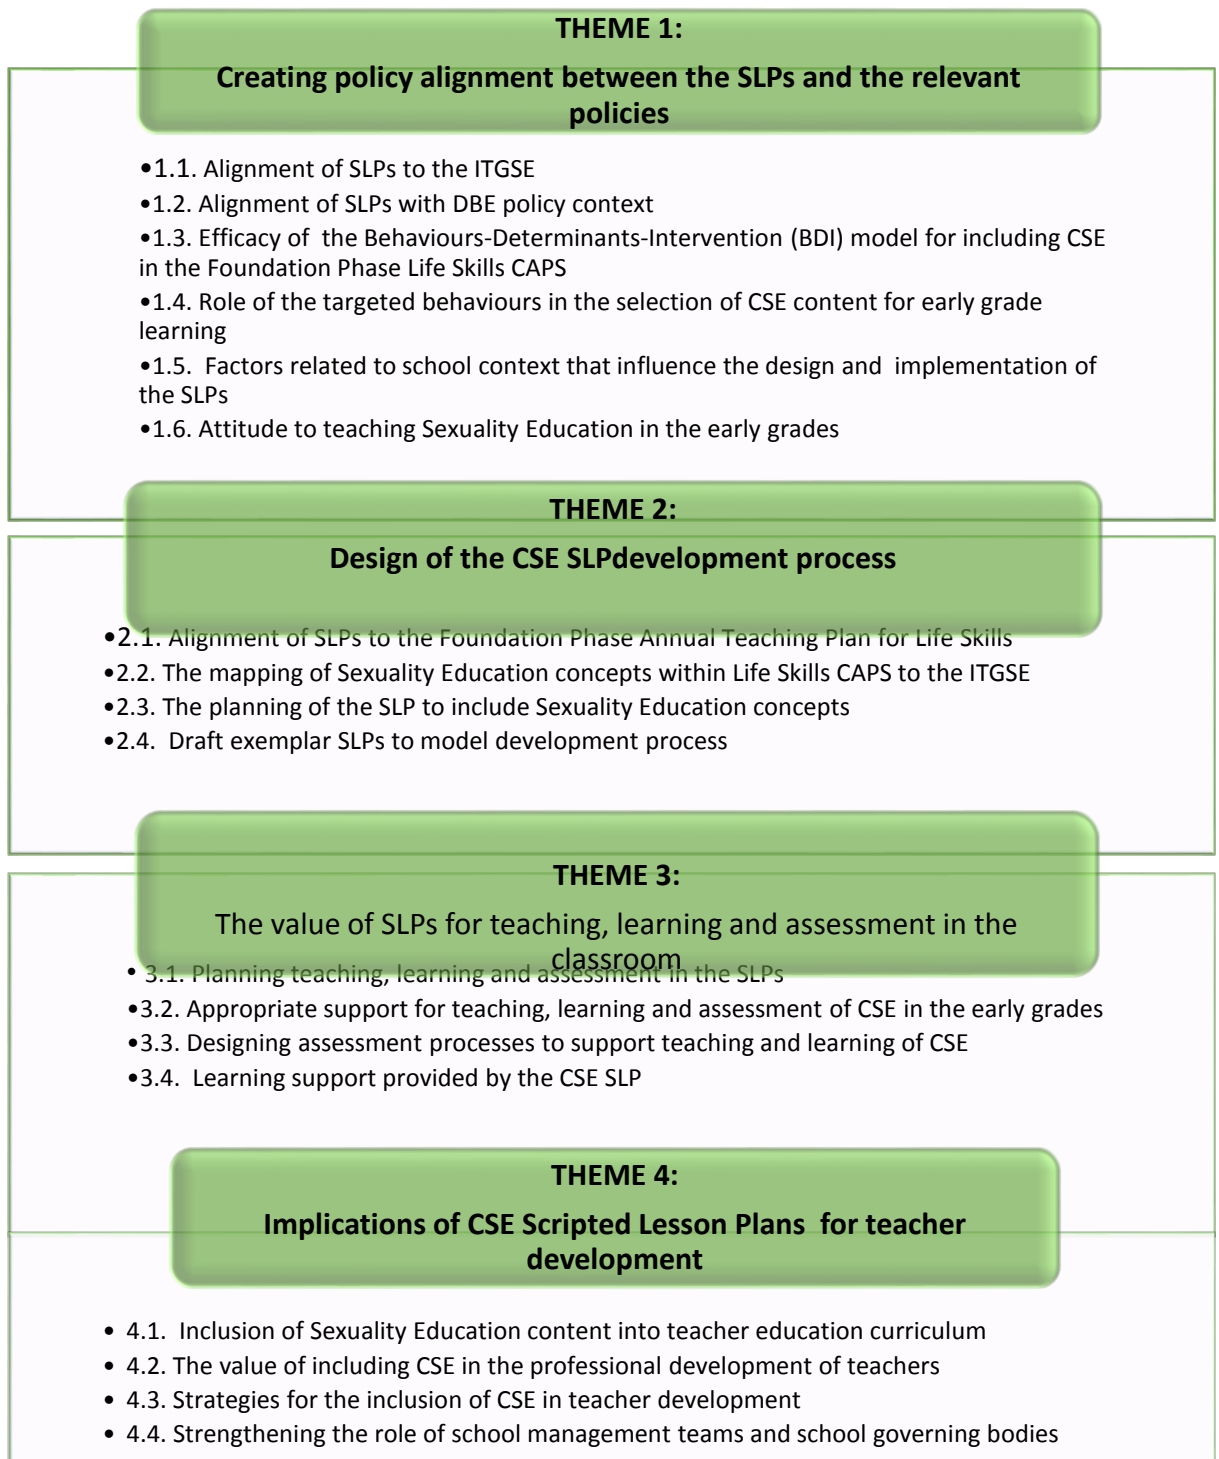 THEME 1:
Creating policy alignment between the SLPs and the relevant
policies
•1.1. Alignment of SLPs to the ITGSE
•1.2. Alignment of SLPs with DBE policy context
•1.3. Efficacy of the Behaviours-Determinants-Intervention (BDI) model for including CSE
in the Foundation Phase Life Skills CAPS
•1.4. Role of the targeted behaviours in the selection of CSE content for early grade
learning
•1.5. Factors related to school context that influence the design and implementation of
the SLPs
•1.6. Attitude to teaching Sexuality Education in the early grades
THEME 2:
Design of the CSE SLPdevelopment process
•2.1. Alignment of SLPs to the Foundation Phase Annual Teaching Plan for Life Skills
•2.2. The mapping of Sexuality Education concepts within Life Skills CAPS to the ITGSE
•2.3. The planning of the SLP to include Sexuality Education concepts
•2.4. Draft exemplar SLPs to model development process
THEME 3:
The value of SLPs for teaching, learning and assessment in the
classroom
• 3.1. Planning teaching, learning and assessment in the SLPs
•3.2. Appropriate support for teaching, learning and assessment of CSE in the early grades
•3.3. Designing assessment processes to support teaching and learning of CSE
•3.4. Learning support provided by the CSE SLP
THEME 4:
Implications of CSE Scripted Lesson Plans for teacher
development
• 4.1. Inclusion of Sexuality Education content into teacher education curriculum
• 4.2. The value of including CSE in the professional development of teachers
• 4.3. Strategies for the inclusion of CSE in teacher development
• 4.4. Strengthening the role of school management teams and school governing bodies